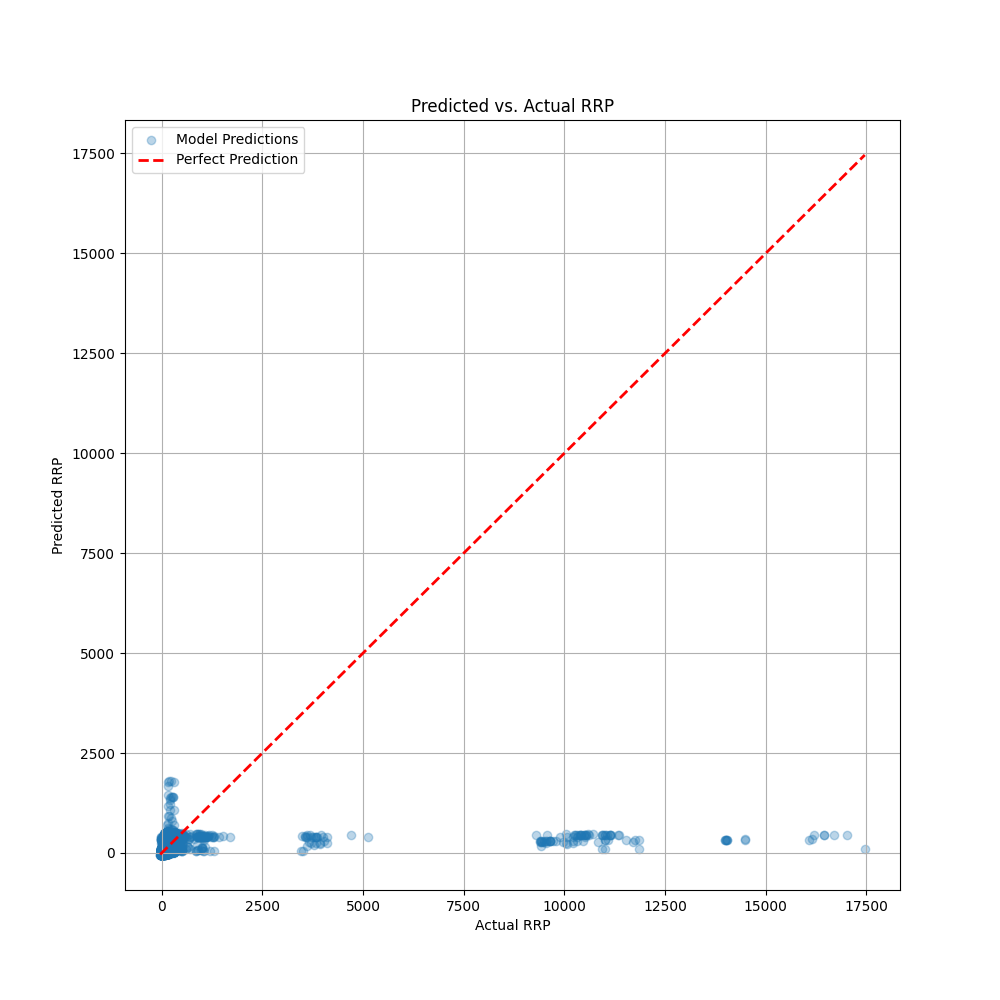 Predicted vs. Actual RRP
Model Predictions
Perfect Prediction
17500
15000
12500
10000
7500
5000
2500
0
Predicted RRP
0 2500 5000 7500 10000 12500 15000 17500
Actual RRP